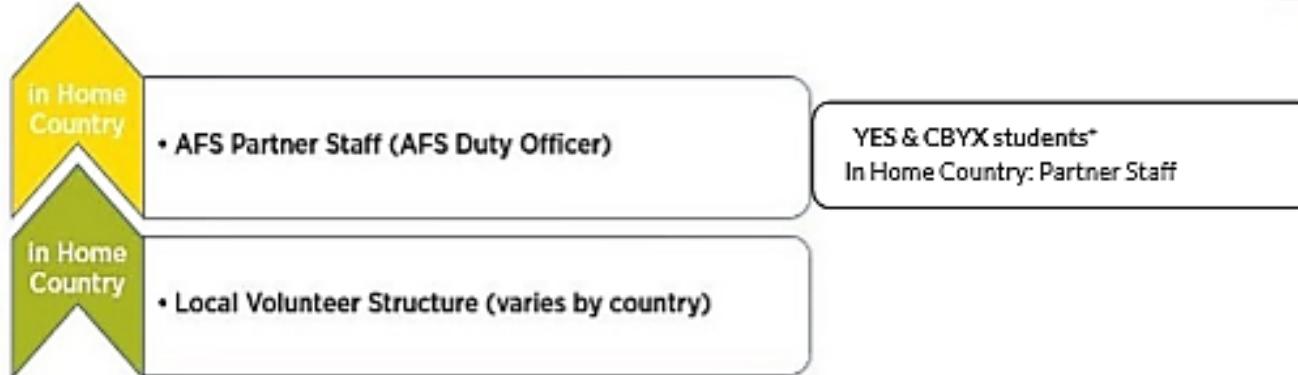 in Home
Country
• AFS Partner Staff (AFS Duty Officer)
YES & CBYX students*
In Home Country: Partner Staff
in Home
Country
• Local Volunteer Structure (varies by country)